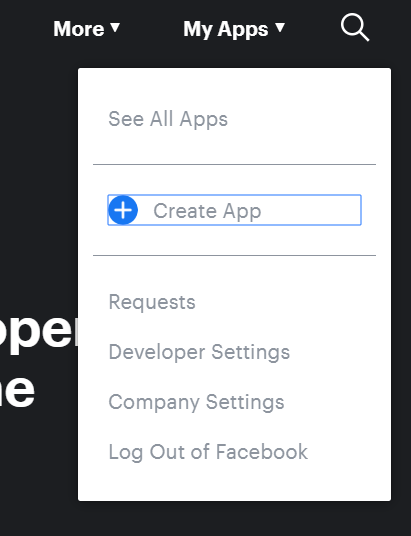 More ▼ My Apps ▼
See All Apps
Create App
Requests
Developer Settings
Company Settings
Log Out of Facebook